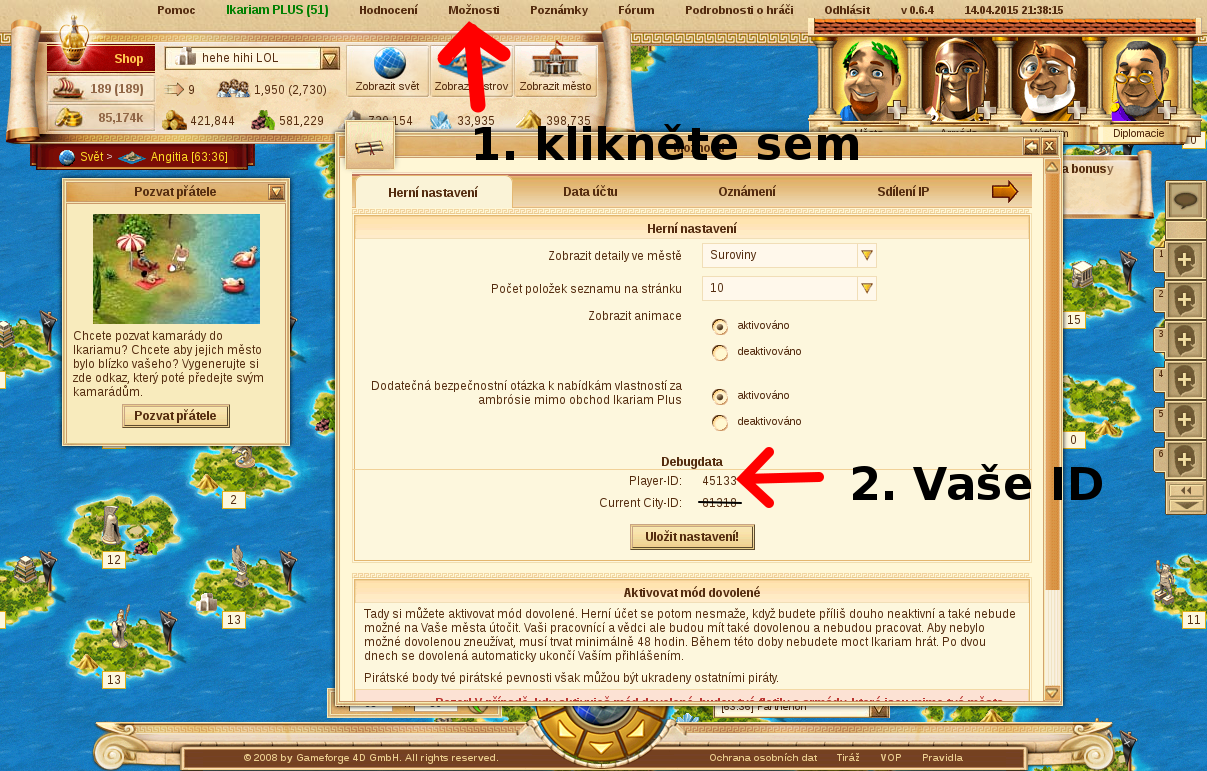 Pomoc Ikariam PLUS (51) Hodnocení Možnosti Poznámky Fórum Podrobnosti o hráči Odhlásit v 0.6.4 14.04.2015 21:38:15
Shop
hehe hihi LOL
189 (189)
9 1,950 (2,730)
85,174k
421,844 581,229 33,935 398,735
Zobrazit svět Zobrazit město
Diplomacie
1. klikněte sem
Svět > Angitia [63:36]
Pozvat přátele
Chcete pozvat kamarády do
Ikariamu? Chcete aby jejich město
bylo blízko vašeho? Vygenerujte si
zde odkaz, který poté předejte svým
kamarádům.
Pozvat přátele
Herní nastavení Data účtu Oznámení Sdílení IP
Herní nastavení
Zobrazit detaily ve městě Suroviny
Počet položek seznamu na stránku 10
Zobrazit animace
aktivováno
deaktivováno
Dodatečná bezpečnostní otázka k nabídkám vlastností za
ambrósie mimo obchod Ikariam Plus
aktivováno
deaktivováno
Debugdata
Player-ID: 45133
2. Vaše ID
Current City-ID:
Uložit nastavení!
Aktivovat mód dovolené
Tady si můžete aktivovat mód dovolené. Herní účet se potom nesmaže, když budete příliš douho neaktivní a také nebude
možné na Vaše města útočit. Vaši pracovnící a vědci ale budou mít také dovolenou a nebudou pracovat. Aby nebylo
možné dovolenou zneužívat, musí trvat minimálně 48 hodin. Během této doby nebudete moct Ikariam hrát. Po dvou
dnech se dovolená automaticky ukončí Vaším přihlášením.
Pirátské body tvé pirátské pevnosti však můžou být ukradeny ostatními piráty.
a bonusy
0
15
0
11
1
2
3
4
5
6
2
12
13
13
[63:36] Parthenon
© 2008 by Gameforge 4D GmbH. All rights reserved. Ochrana osobních dat Tiráž VOP Pravidla